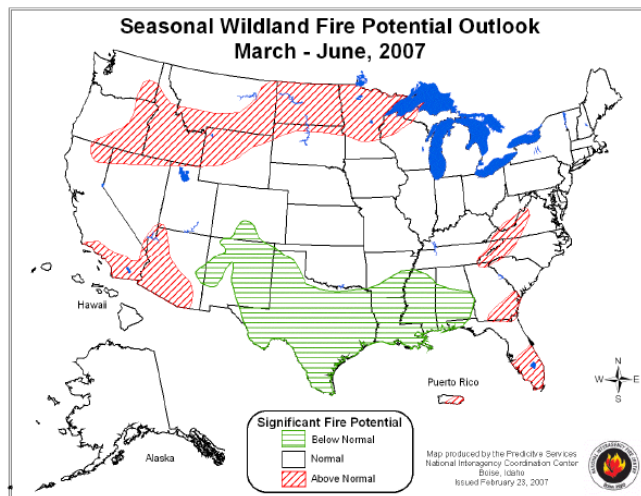 Seasonal Wildland Fire Potential Outlook
March - June, 2007
Hawaii
Alaska
Puerto Rico
N
W
E
S
Significant Fire Potential
Below Normal
Normal
Above Normal
Map produced by the Predictive Services
National Interagency Coordination Center
Boise, Idaho
Issued February 23, 2007